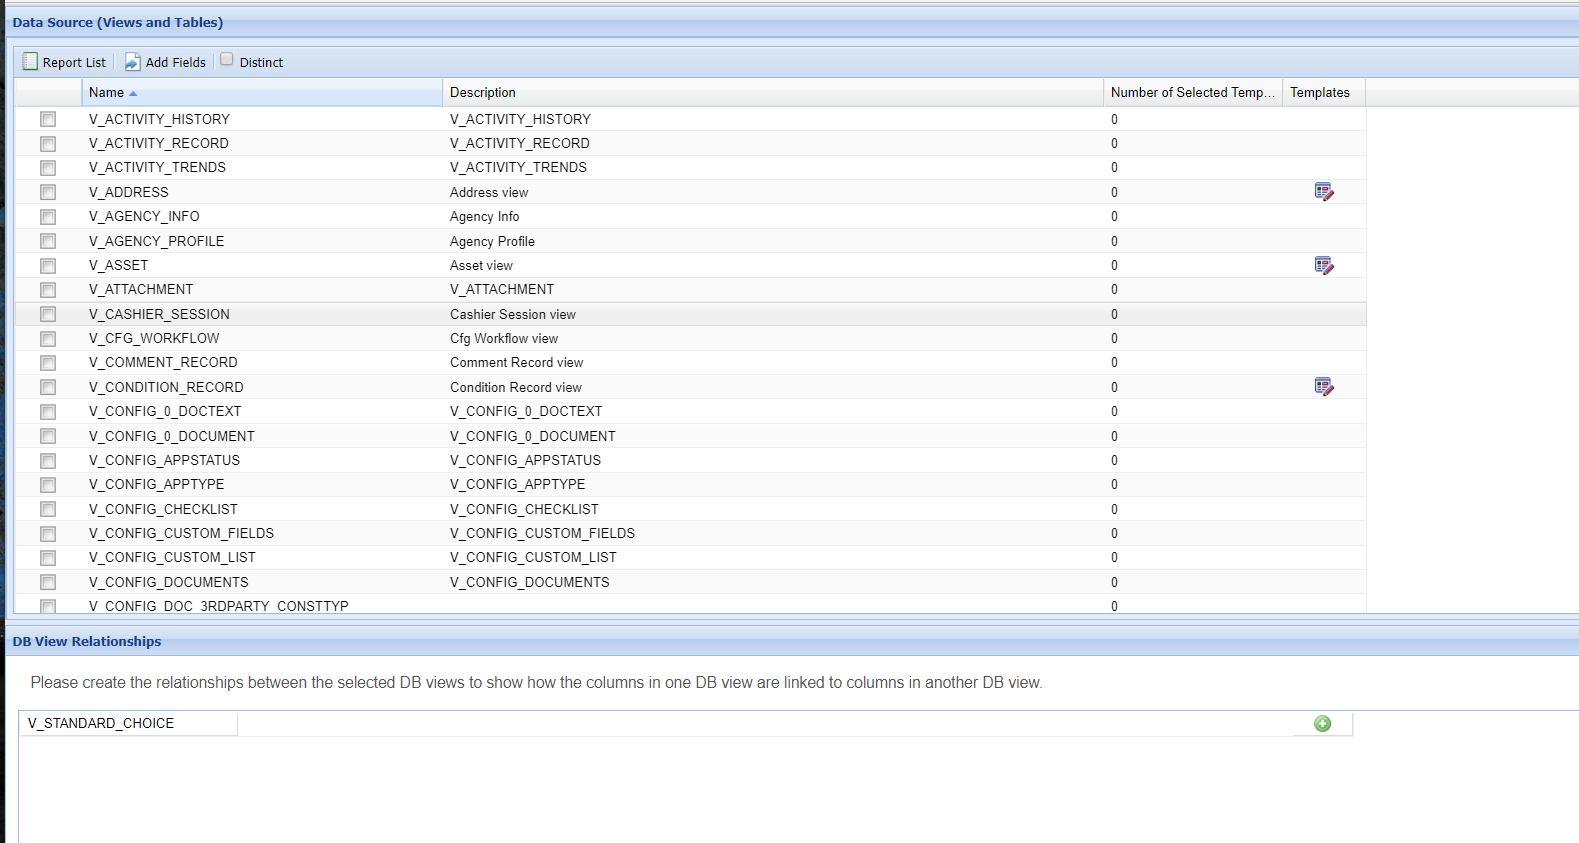 Data Source (Views and Tables)
Report List Add Fields Distinct
Name Description Number of Selected Temp... Templates
V_ACTIVITY_HISTORY V_ACTIVITY_HISTORY 0
V_ACTIVITY_RECORD V_ACTIVITY_RECORD 0
V_ACTIVITY_TRENDS V_ACTIVITY_TRENDS 0
V_ADDRESS Address view 0
V_AGENCY_INFO Agency Info 0
V_AGENCY_PROFILE Agency Profile 0
V_ASSET Asset view 0
V_ATTACHMENT V_ATTACHMENT 0
V_CASHIER_SESSION Cashier Session view 0
V_CFG_WORKFLOW Cfg Workflow view 0
V_COMMENT_RECORD Comment Record view 0
V_CONDITION_RECORD Condition Record view 0
V_CONFIG_0_DOCTEXT V_CONFIG_0_DOCTEXT 0
V_CONFIG_0_DOCUMENT V_CONFIG_0_DOCUMENT 0
V_CONFIG_APPSTATUS V_CONFIG_APPSTATUS 0
V_CONFIG_APPTYPE V_CONFIG_APPTYPE 0
V_CONFIG_CHECKLIST V_CONFIG_CHECKLIST 0
V_CONFIG_CUSTOM_FIELDS V_CONFIG_CUSTOM_FIELDS 0
V_CONFIG_CUSTOM_LIST V_CONFIG_CUSTOM_LIST 0
V_CONFIG_DOCUMENTS V_CONFIG_DOCUMENTS 0
V_CONFIG_DOC_3RDPARTY_CONSTTYP 0
DB View Relationships
Please create the relationships between the selected DB views to show how the columns in one DB view are linked to columns in another DB view.
V_STANDARD_CHOICE